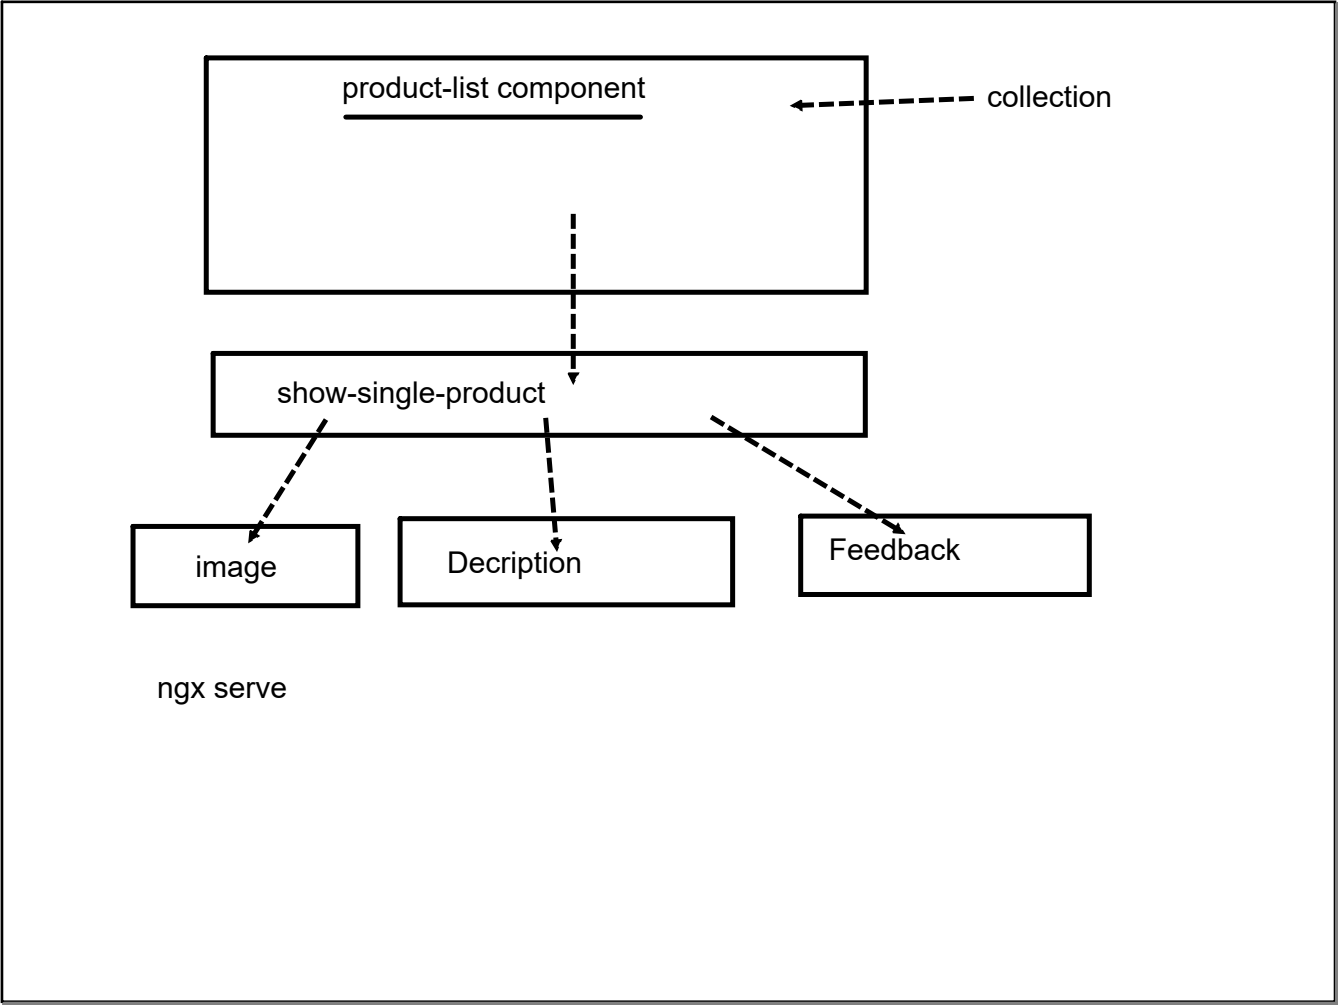 product-list component
collection
show-single-product
image
Decription
Feedback
ngx serve